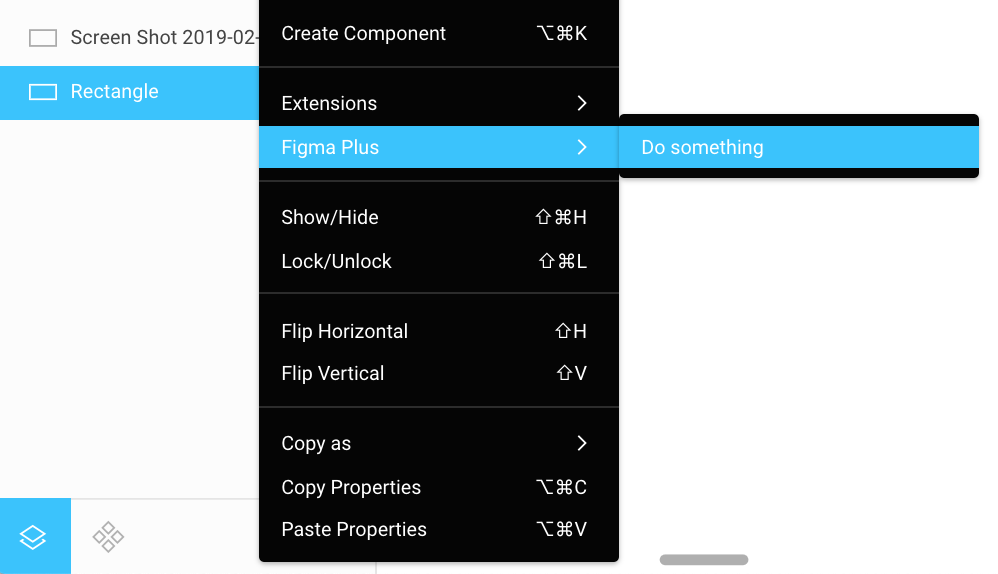 Screen Shot 2019-02-
Rectangle
Create Component ⌥⌘K
Extensions
Figma Plus
Do something
Show/Hide ⇧⌘H
Lock/Unlock ⇧⌘L
Flip Horizontal ⇧H
Flip Vertical ⇧V
Copy as
Copy Properties ⌥⌘C
Paste Properties ⌥⌘V